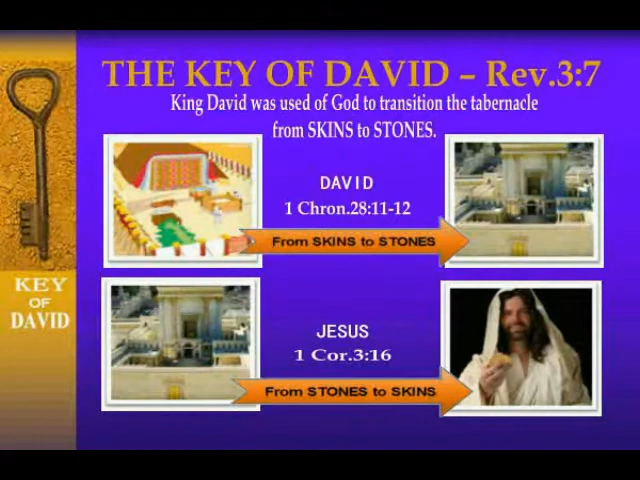 THE KEY OF DAVID – Rev.3:7
King David was used of God to transition the tabernacle
from SKINS to STONES.
DAVID
1 Chron.28:11-12
From SKINS to STONES
KEY
OF
DAVID
JESUS
1 Cor.3:16
From STONES to SKINS